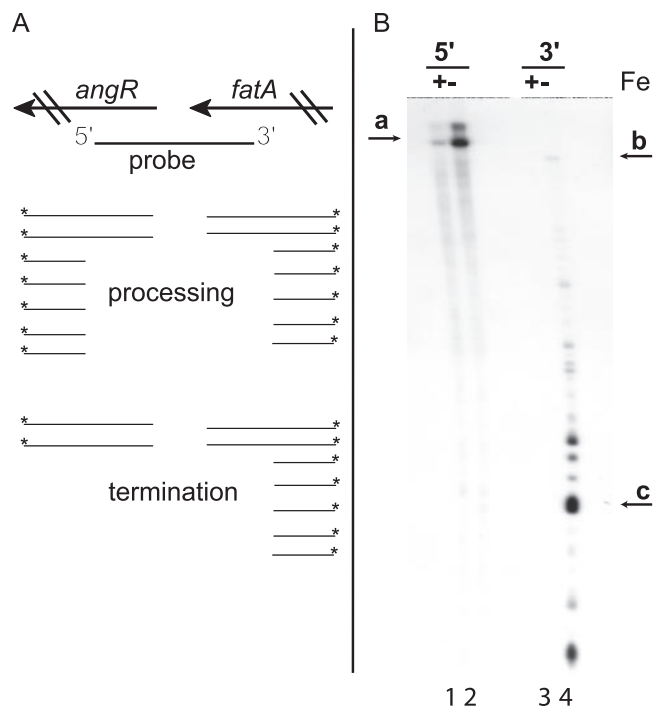 A
angR
fatA
5'
3'
probe
processing
termination
B
5'
3'
+-
+-
Fe
a
b
c
1 2
3 4